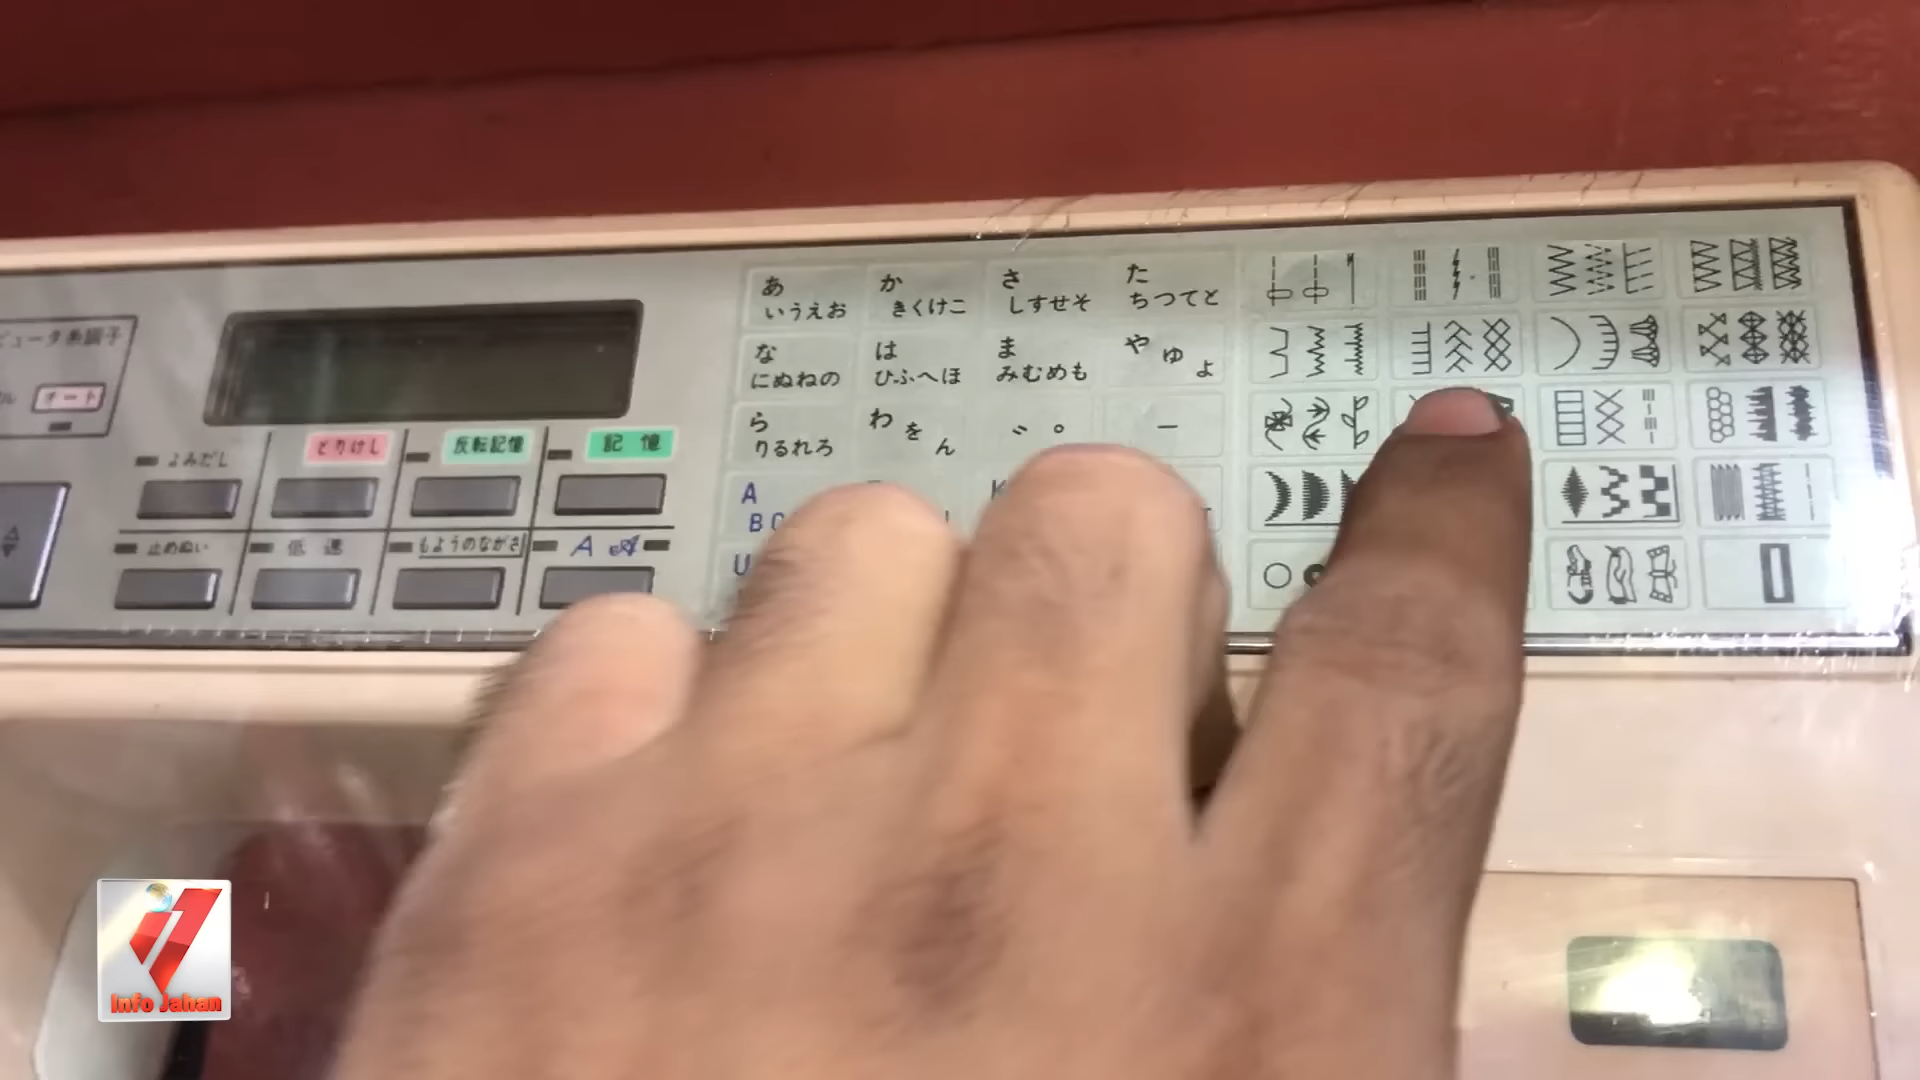 ピュータ糸調子
ル
オート
よみだし
とりけし
反転記憶
記憶
止めぬい
低速
もようのながさ
A
あ
いうえお
か
きくけこ
さ
しすせそ
た
ちつてと
な
にぬねの
は
ひふへほ
ま
みむめも
や ゆ よ
ら
りるれろ
わ を ん
゛ ゜
ー
A
B C
K
U
Info Jahan